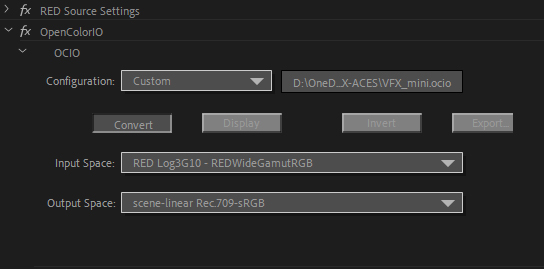 fx RED Source Settings
fx OpenColorIO
OCIO
Configuration: Custom D:\OneD_X-ACES\VFX_mini.ocio
Convert Display Invert Export...
Input Space: RED Log3G10 - REDWideGamutRGB
Output Space: scene-linear Rec.709-sRGB